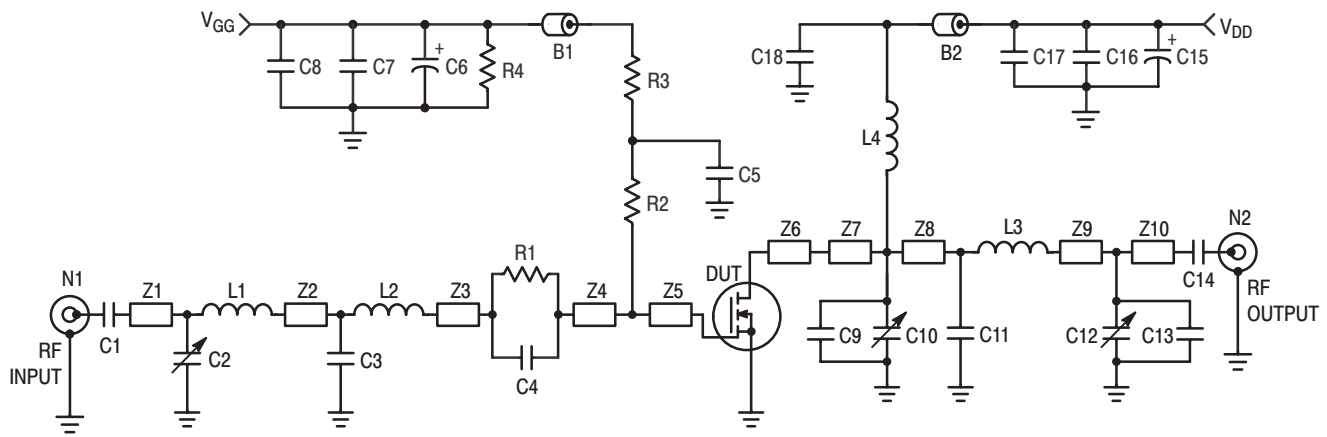 VGG
B1
C8
C7
+
C6
R4
R3
C5
R2
C18
B2
VDD
C17
C16
+
C15
L4
N1
RF
INPUT
C1
Z1
L1
C2
Z2
C3
L2
Z3
R1
C4
Z4
Z5
DUT
Z6
Z7
Z8
L3
Z9
Z10
N2
C14
RF
OUTPUT
C9
C10
C11
C12
C13